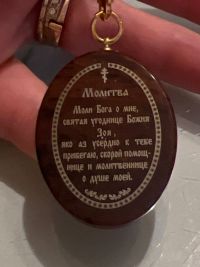 Молитва
Моли Бога о мне,
святая угоднице Божия
Зоя,
яко аз усердно к тебе
прибегаю, скорой помощ-
нице и молитвеннице
о душе моей.